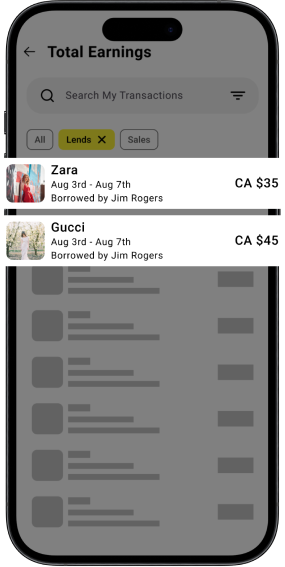 Total Earnings
Search My Transactions
All
Lends X
Sales
Zara
Aug 3rd - Aug 7th
CA $35
Borrowed by Jim Rogers
Gucci
Aug 3rd - Aug 7th
CA $45
Borrowed by Jim Rogers